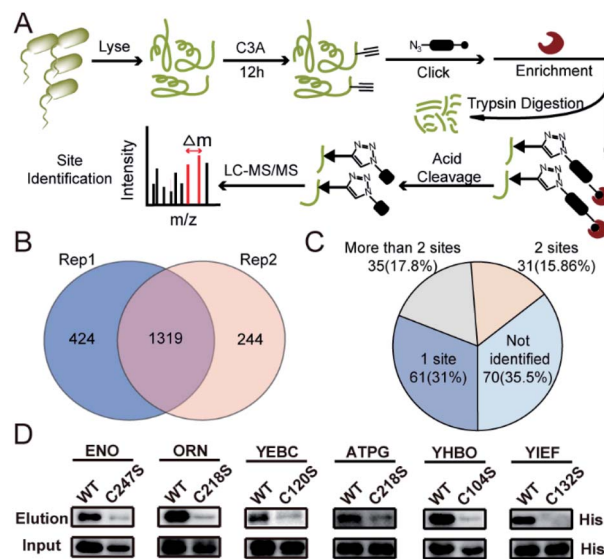 A
Lyse
C3A
12h
N₃
Click
Enrichment
Trypsin Digestion
Site
Identification
Intensity
Δm
m/z
LC-MS/MS
N=N
N
N=N
N
Acid
Cleavage
N=N
N
N=N
N
B
Rep1
Rep2
424
1319
244
C
More than 2 sites
35(17.8%)
2 sites
31(15.86%)
1 site
61(31%)
Not
identified
70(35.5%)
D
ENO ORN YEBC ATPG YHBO YIEF
WT C247S WT C218S WT C120S WT C218S WT C104S WT C132S
Elution His
Input His